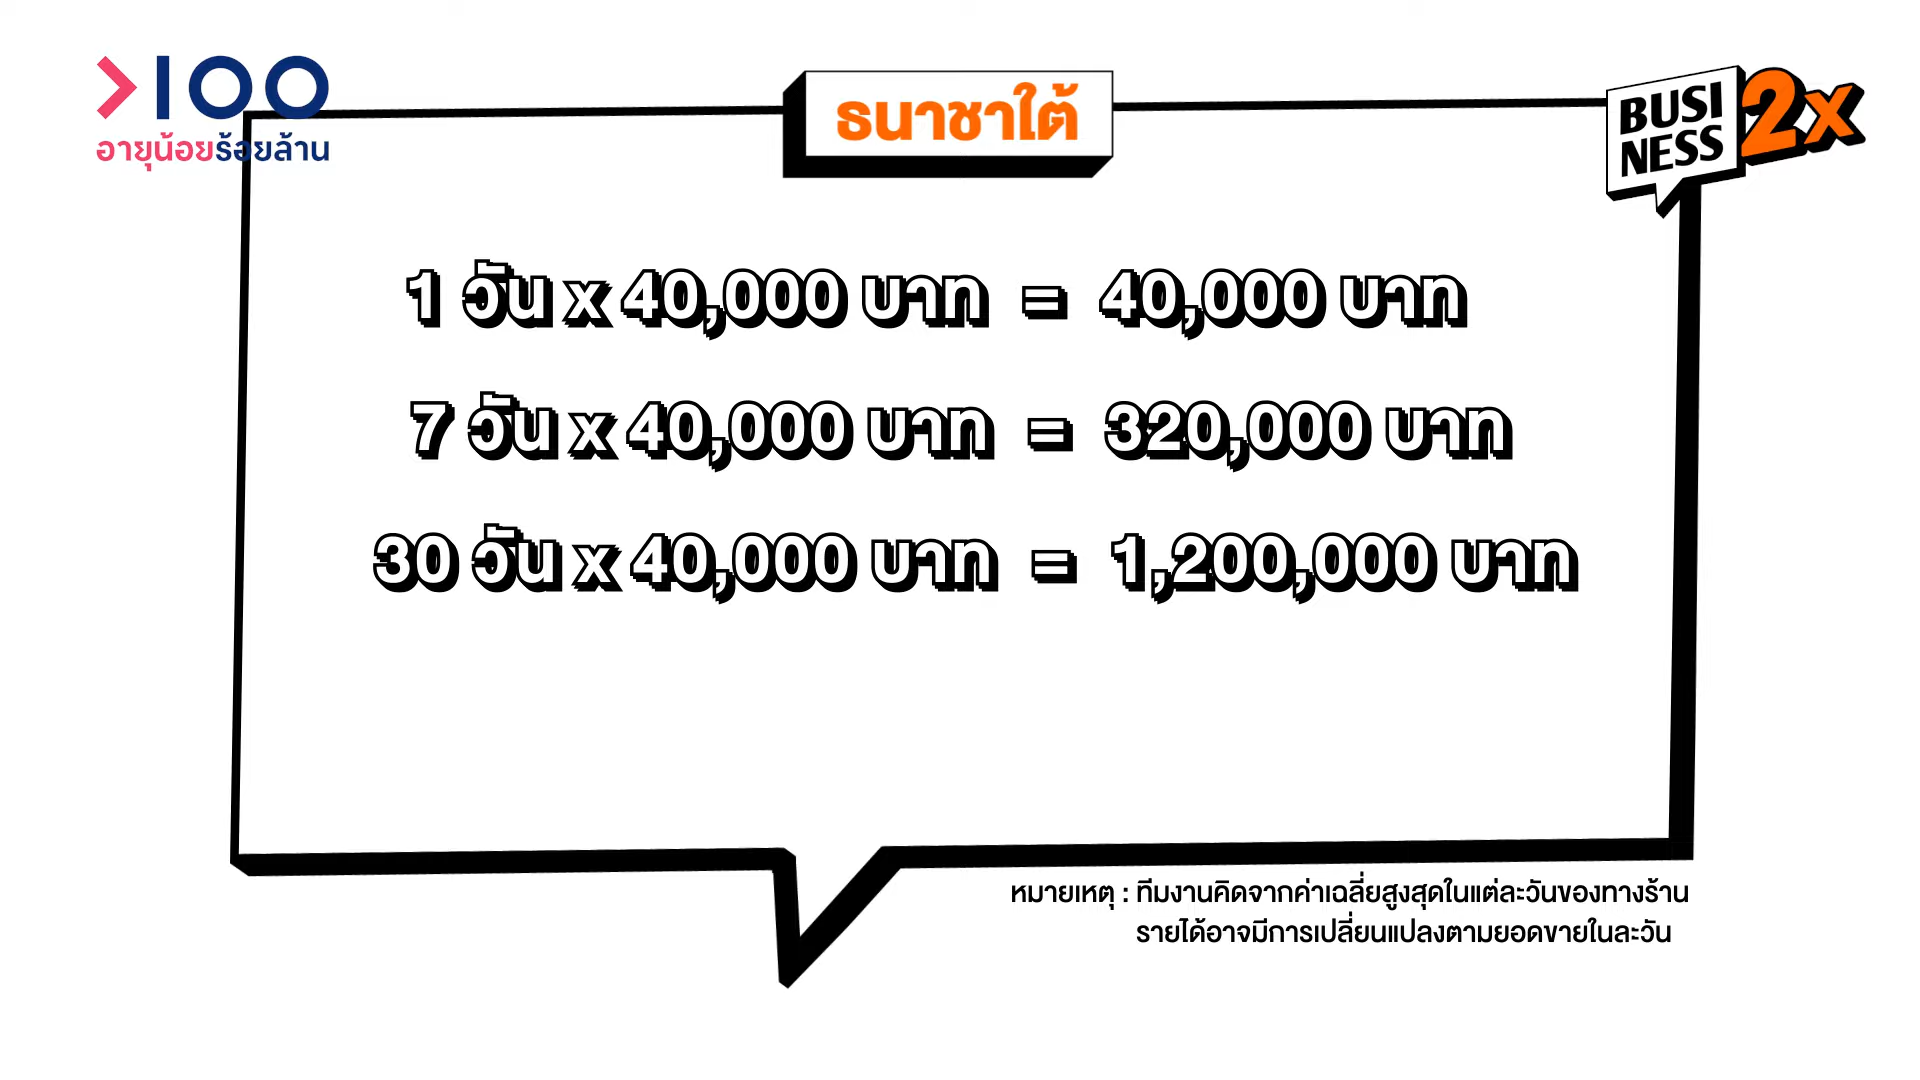 >100
อายุน้อยร้อยล้าน
ธนาชาใต้
BUSI
NESS
2x
1 วัน x 40,000 บาท = 40,000 บาท
7 วัน x 40,000 บาท = 320,000 บาท
30 วัน x 40,000 บาท = 1,200,000 บาท
หมายเหตุ : ทีมงานคิดจากค่าเฉลี่ยสูงสุดในแต่ละวันของทางร้าน
รายได้อาจมีการเปลี่ยนแปลงตามยอดขายในละวัน